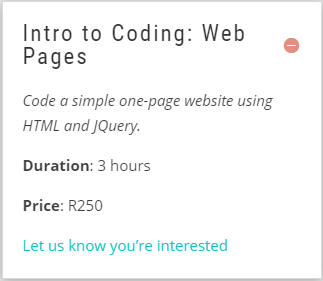 Intro to Coding: Web
Pages
Code a simple one-page website using
HTML and JQuery.
Duration: 3 hours
Price: R250
Let us know you’re interested